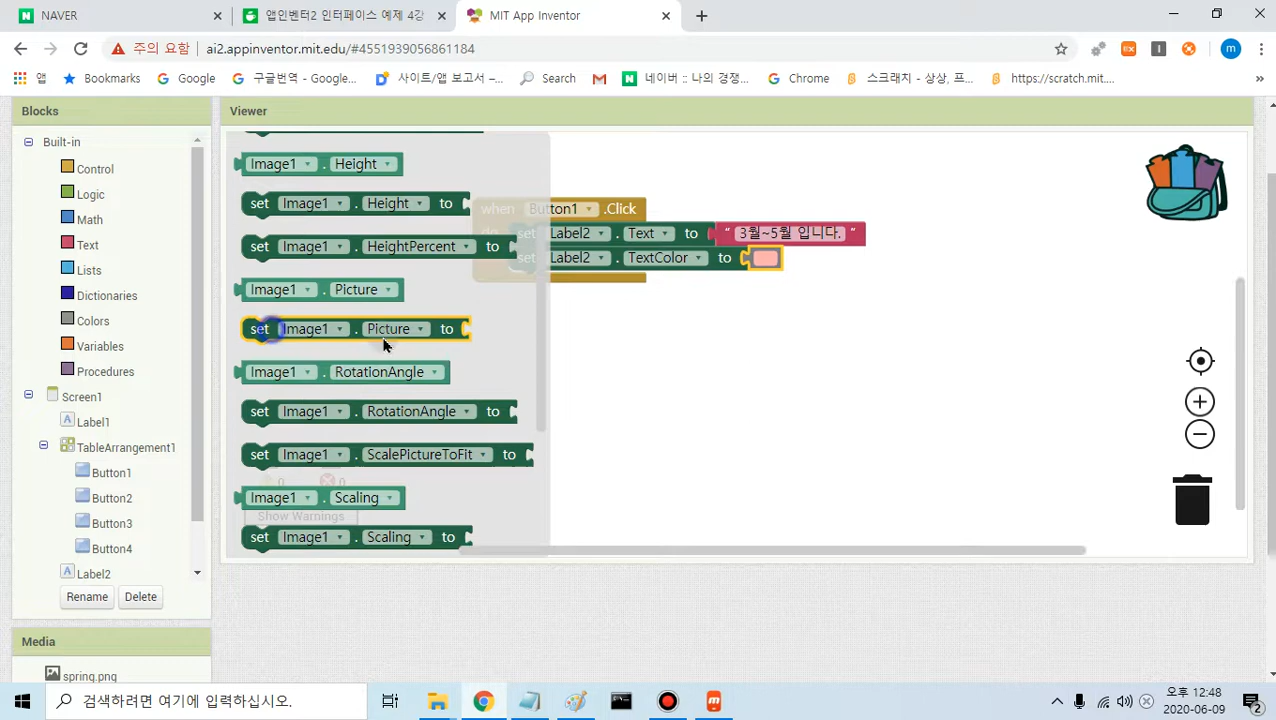 NAVER
앱인벤터2 인터페이스 예제 4강
MIT App Inventor
주의 요함
ai2.appinventor.mit.edu/#4551939056861184
앱
Bookmarks
Google
구글번역 - Google...
사이트/앱 보고서 –...
Search
네이버 :: 나의 경쟁...
Chrome
스크래치 - 상상, 프...
https://scratch.mit....
Blocks
Viewer
Built-in
Control
Logic
Math
Text
Lists
Dictionaries
Colors
Variables
Procedures
Screen1
Label1
TableArrangement1
Button1
Button2
Button3
Button4
Label2
Rename
Delete
Media
spring.png
Image1 . Height
set Image1 . Height to
set Image1 . HeightPercent to
Image1 . Picture
set Image1 . Picture to
Image1 . RotationAngle
set Image1 . RotationAngle to
set Image1 . ScalePictureToFit to
Image1 . Scaling
set Image1 . Scaling to
0
0
Show Warnings
when Button1 .Click
set Label2 . Text to " 3월~5월 입니다. "
set Label2 . TextColor to
검색하려면 여기에 입력하십시오.
오후 12:48
2020-06-09
2